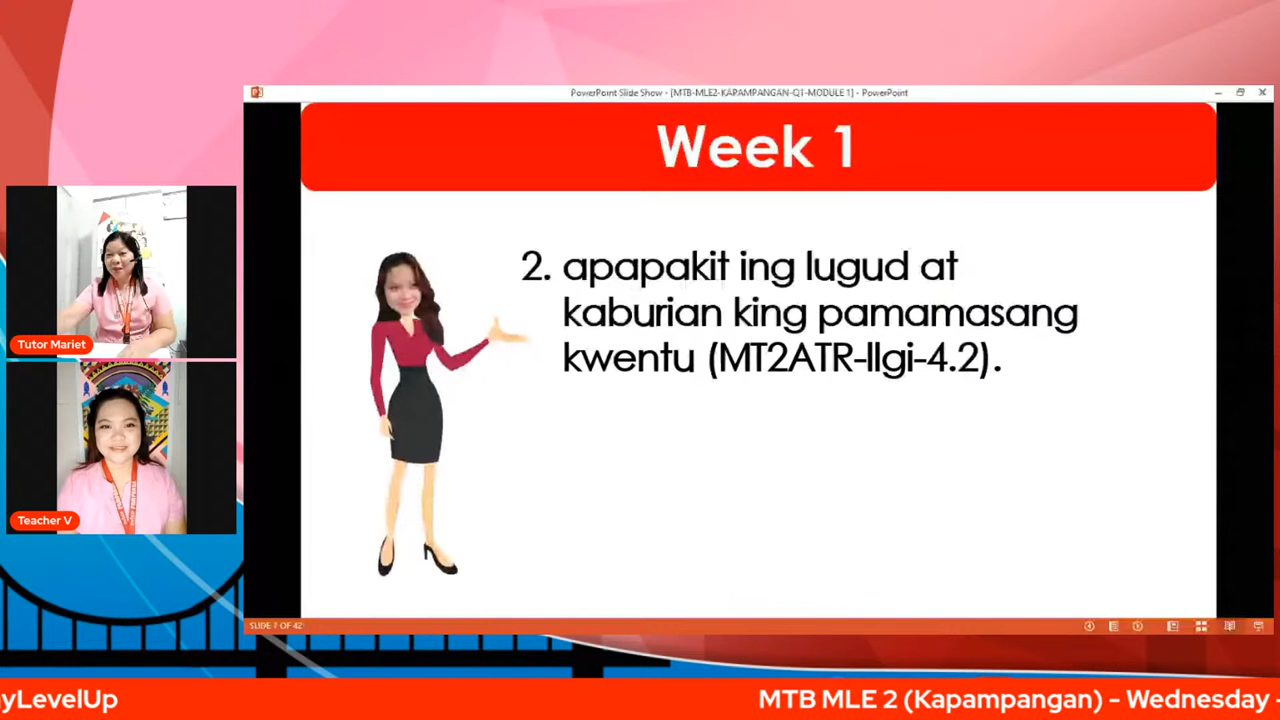 PowerPoint Slide Show - [MTB-MLE2-KAPAMPANGAN-QT-MODULE 1] - PowerPoint
Week 1
2. apapakit ing lugud at
kaburian king pamamasang
kwentu (MT2ATR-IIgi-4.2).
Tutor Mariet
Teacher V
SLIDE 7 OF 42
yLevelUp
MTB MLE 2 (Kapampangan) - Wednesday -